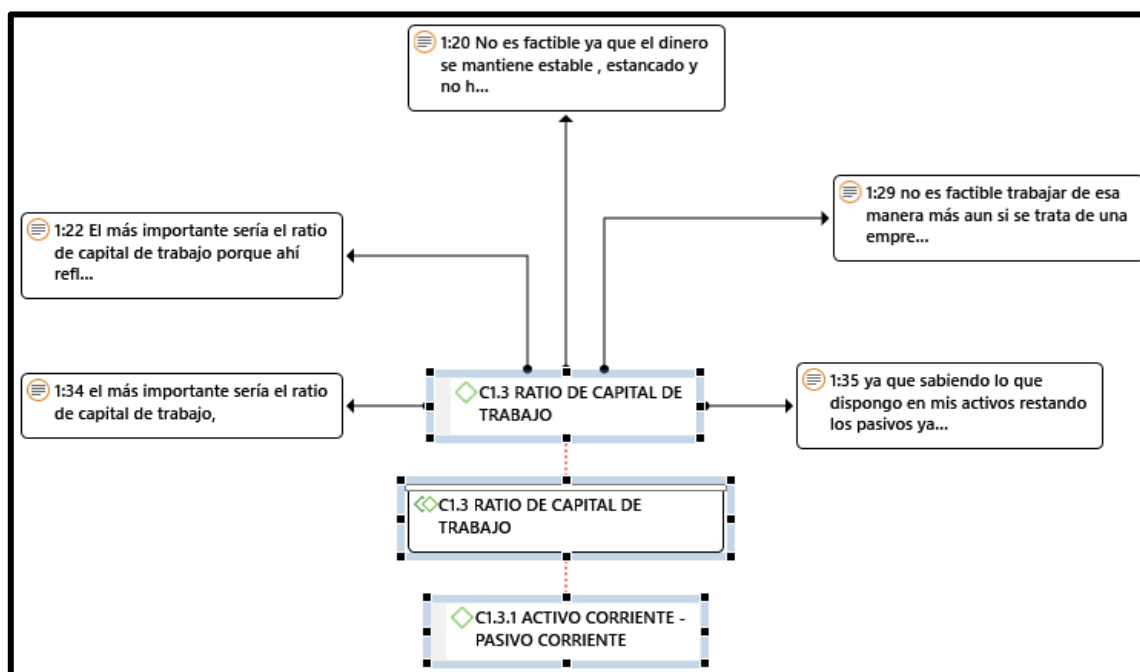 1:20 No es factible ya que el dinero
se mantiene estable , estancado y
no h...
1:29 no es factible trabajar de esa
manera más aun si se trata de una
empre...
1:22 El más importante sería el ratio
de capital de trabajo porque ahí
refl...
1:34 el más importante sería el ratio
de capital de trabajo,
C1.3 RATIO DE CAPITAL DE
TRABAJO
1:35 ya que sabiendo lo que
dispongo en mis activos restando
los pasivos ya...
C1.3 RATIO DE CAPITAL DE
TRABAJO
C1.3.1 ACTIVO CORRIENTE -
PASIVO CORRIENTE